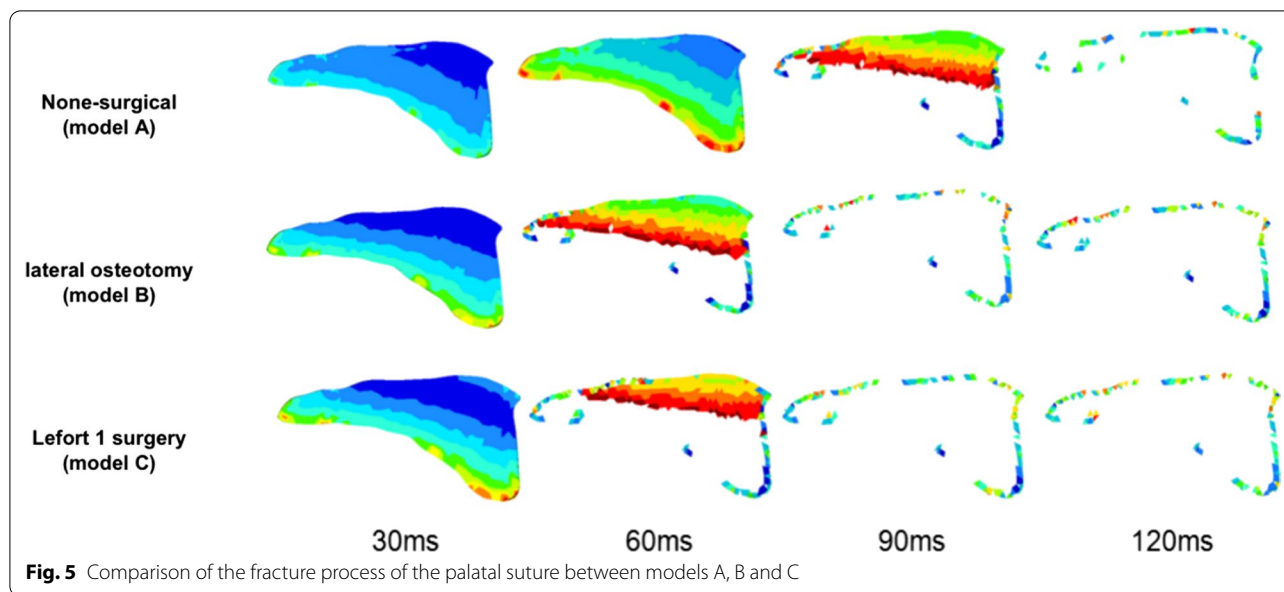 None-surgical
(model A)
lateral osteotomy
(model B)
Lefort 1 surgery
(model C)
30ms 60ms 90ms 120ms
Fig. 5 Comparison of the fracture process of the palatal suture between models A, B and C